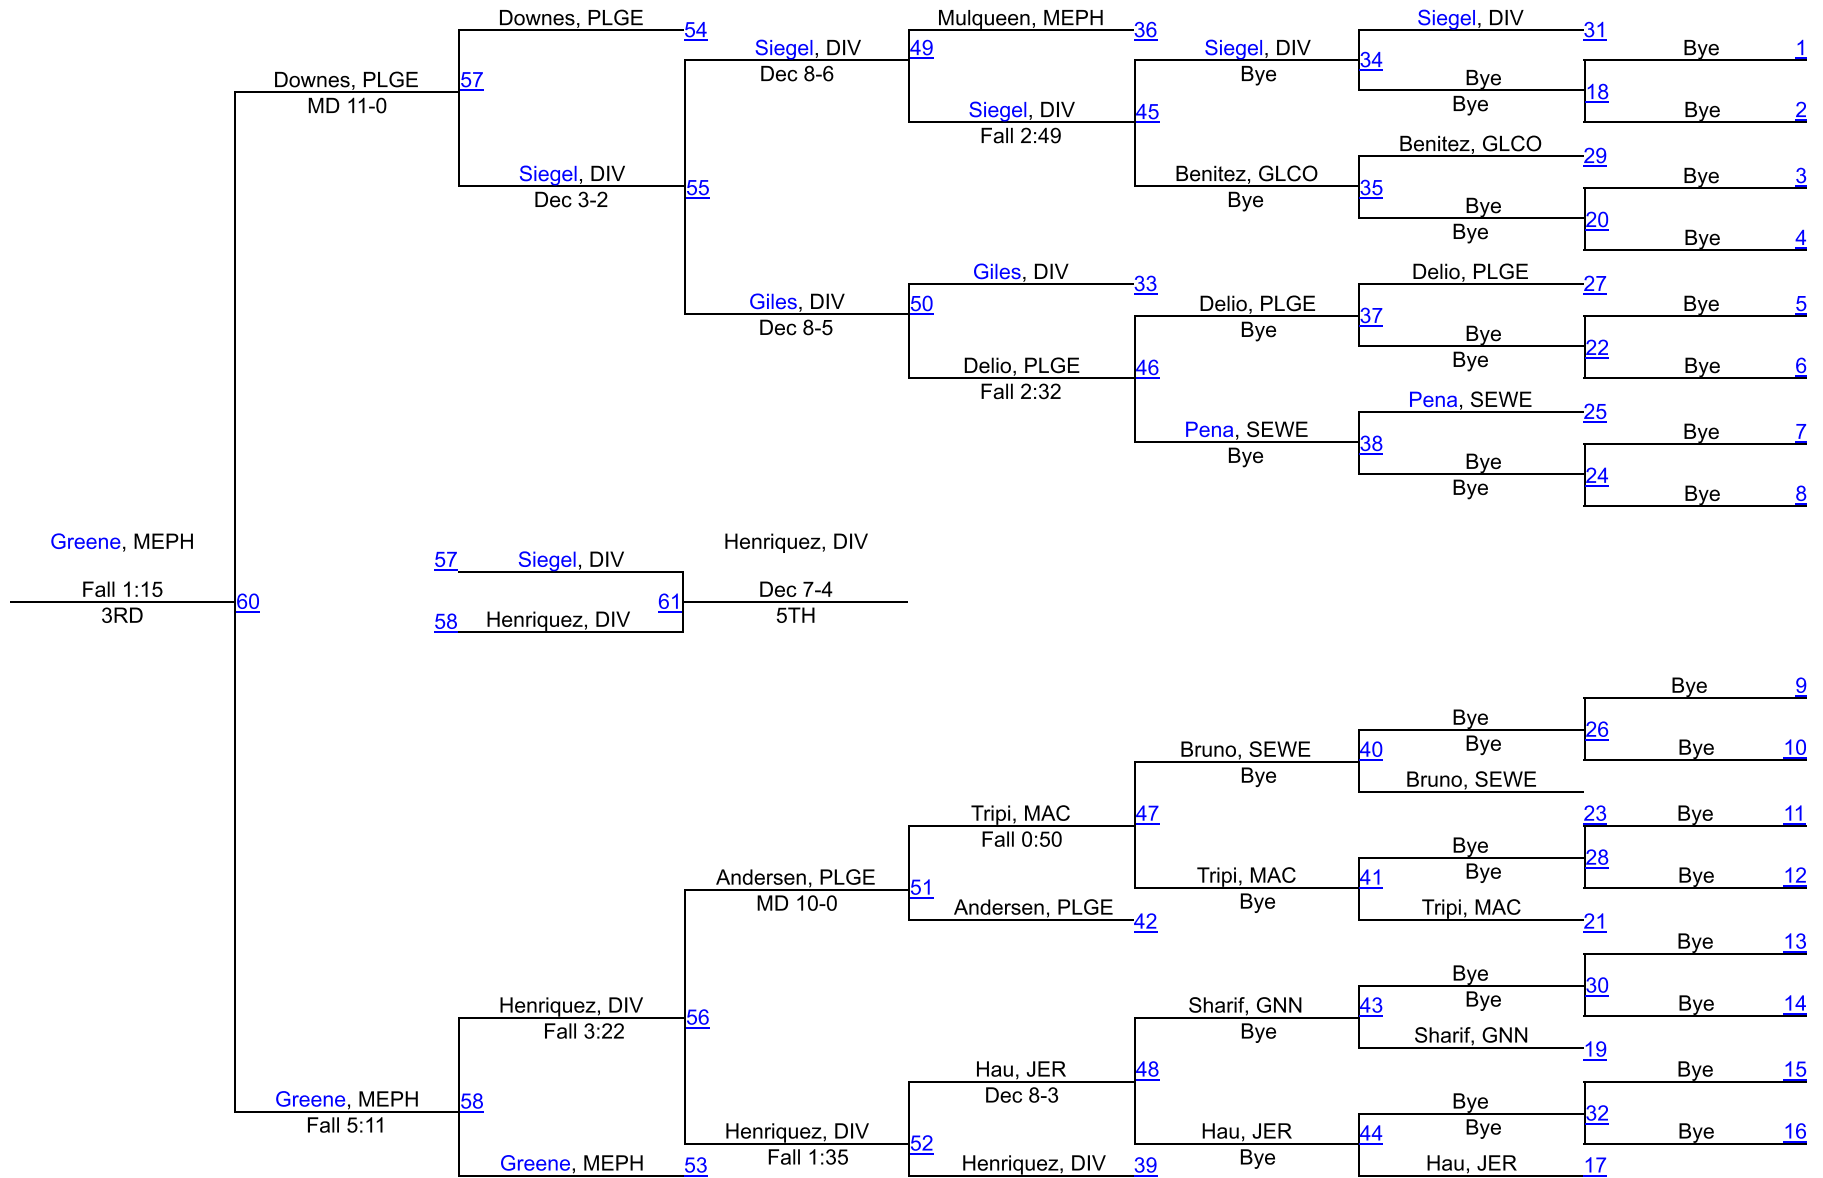 Downes, PLGE
54
Mulqueen, MEPH
36
Siegel, DIV
31
Siegel, DIV
Dec 8-6
49
Siegel, DIV
Bye
34
Bye
1
Downes, PLGE
MD 11-0
57
Bye
Bye
18
Siegel, DIV
Fall 2:49
45
Bye
2
Benitez, GLCO
29
Siegel, DIV
Dec 3-2
55
Benitez, GLCO
Bye
35
Bye
3
Bye
Bye
20
Bye
4
Giles, DIV
33
Delio, PLGE
27
Giles, DIV
Dec 8-5
50
Delio, PLGE
Bye
37
Bye
5
Bye
Bye
22
Delio, PLGE
Fall 2:32
46
Bye
6
Pena, SEWE
25
Pena, SEWE
Bye
38
Bye
7
Bye
Bye
24
Bye
8
Greene, MEPH
Fall 1:15
3RD
60
57
Siegel, DIV
58
Henriquez, DIV
61
Henriquez, DIV
Dec 7-4
5TH
Bye
9
Bye
Bye
26
Bruno, SEWE
Bye
40
Bye
10
Bruno, SEWE
Tripi, MAC
Fall 0:50
47
23
Bye
11
Bye
Bye
28
Andersen, PLGE
MD 10-0
51
Tripi, MAC
Bye
41
Bye
12
Andersen, PLGE
42
Tripi, MAC
21
Bye
13
Bye
Bye
30
Henriquez, DIV
Fall 3:22
56
Sharif, GNN
Bye
43
Bye
14
Sharif, GNN
19
Hau, JER
Dec 8-3
48
Bye
15
Greene, MEPH
Fall 5:11
58
Bye
Bye
32
Henriquez, DIV
Fall 1:35
52
Hau, JER
Bye
44
Bye
16
Greene, MEPH
53
Henriquez, DIV
39
Hau, JER
17